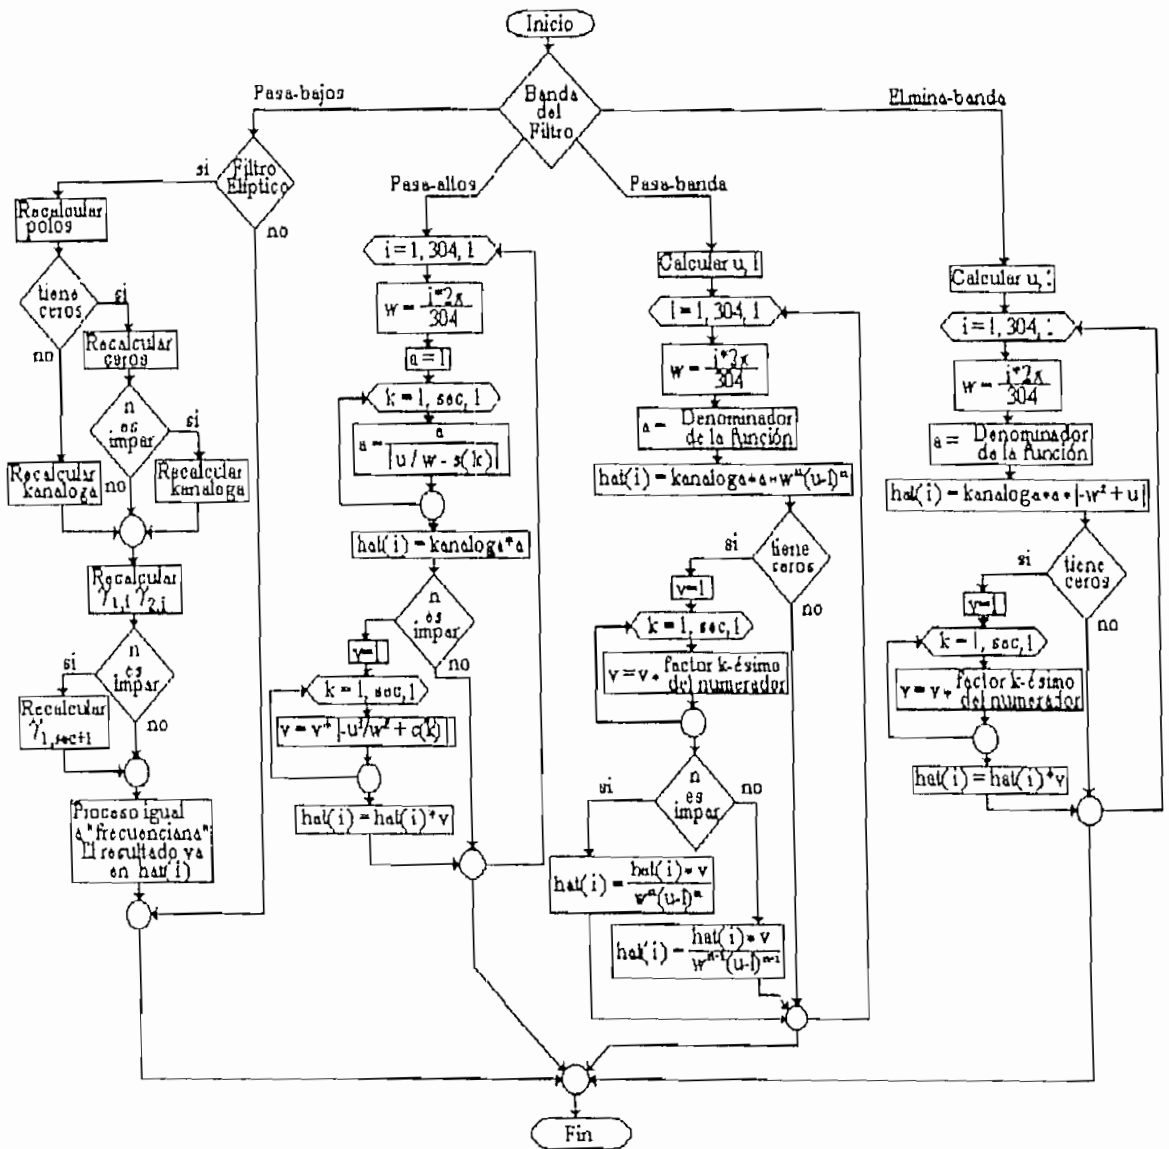 Inicio
Banda
del
Filtro
Pasa-bajos
Elmina-banda
Pasa-altos
Pasa-banda
Filtro
Elíptico
si
no
Recalcular
polos
tiene
ceros
si
no
Recalcular
ceros
n
es
impar
si
no
Recalcular
kanaloga
Recalcular
kanaloga
Recalcular
γ1,i γ2,i
n
es
impar
si
no
Recalcular
γ1,sec+1
Proceso igual
a "frecuenciana"
El resultado va
en hat(i)
i = 1, 304, 1
w = i*2π
304
a = 1
k = 1, sec, 1
a = a
|u / w - s(k)|
hat(i) = kanaloga*a
n
es
impar
no
v=1
k = 1, sec, 1
v = v* |-u²/w² + c(k)|
hat(i) = hat(i)*v
Calcular u, l
i = 1, 304, 1
w = i*2π
304
a = Denominador
de la función
hat(i) = kanaloga*a*wⁿ(u-l)ⁿ
tiene
ceros
si
no
v=1
k = 1, sec, 1
v = v* factor k-ésimo
del numerador
n
es
impar
si
no
hat(i) = hat(i)*v
wⁿ(u-l)ⁿ
hat(i) = hat(i)*v
wⁿ⁻¹(u-l)ⁿ⁻¹
Calcular u,
i = 1, 304,
w = i*2π
304
a = Denominador
de la función
hat(i) = kanaloga*a*|-w² + u|
tiene
ceros
si
no
v=1
k = 1, sec, 1
v = v* factor k-ésimo
del numerador
hat(i) = hat(i)*v
Fin